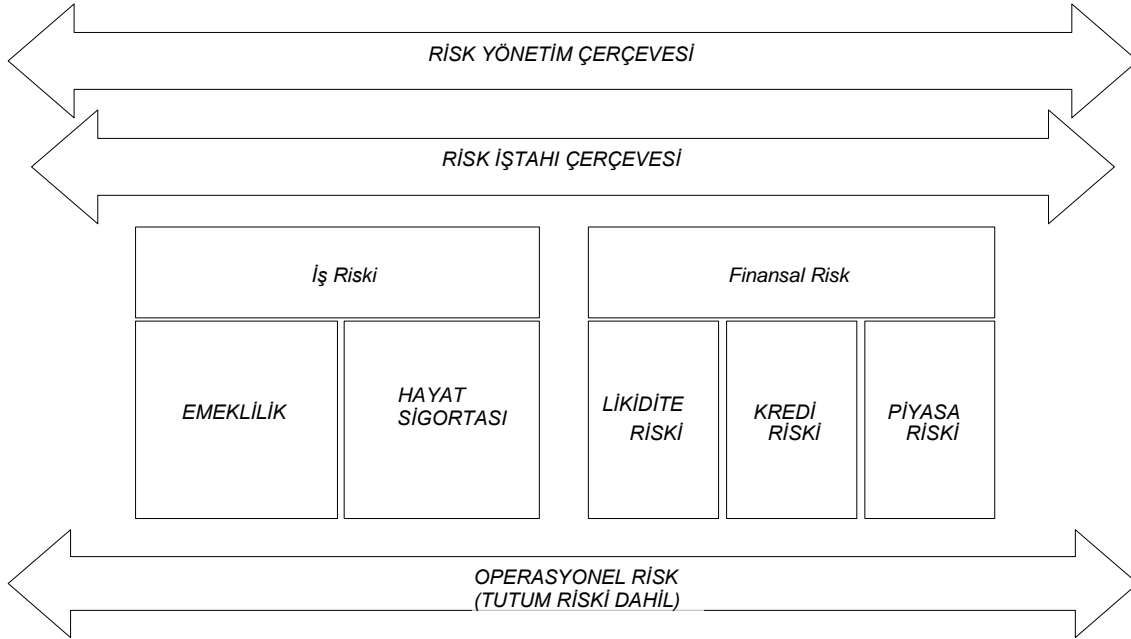 RİSK YÖNETİM ÇERÇEVESİ
RİSK İŞTAHI ÇERÇEVESİ
İş Riski
Finansal Risk
EMEKLİLİK
HAYAT
SİGORTASI
LİKİDİTE
RİSKİ
KREDİ
RİSKİ
PİYASA
RİSKİ
OPERASYONEL RİSK
(TUTUM RİSKİ DAHİL)